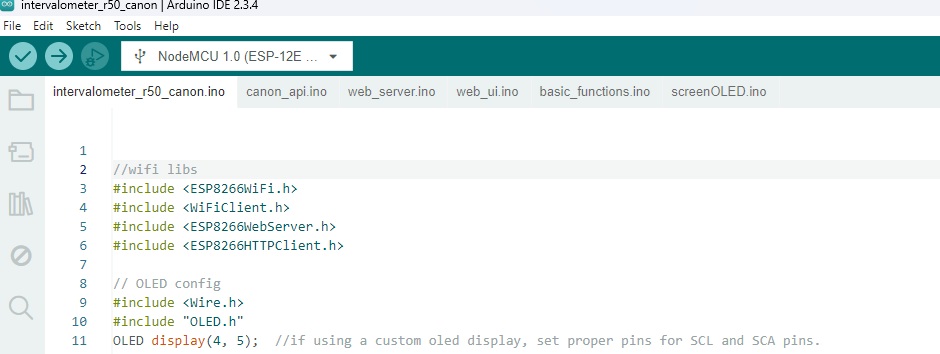 intervalometer_r50_canon | Arduino IDE 2.3.4
File Edit Sketch Tools Help
NodeMCU 1.0 (ESP-12E ...
intervalometer_r50_canon.ino canon_api.ino web_server.ino web_ui.ino basic_functions.ino screenOLED.ino
1
2 //wifi libs
3 #include <ESP8266WiFi.h>
4 #include <WiFiClient.h>
5 #include <ESP8266WebServer.h>
6 #include <ESP8266HTTPClient.h>
7
8 // OLED config
9 #include <Wire.h>
10 #include "OLED.h"
11 OLED display(4, 5);  //if using a custom oled display, set proper pins for SCL and SCA pins.